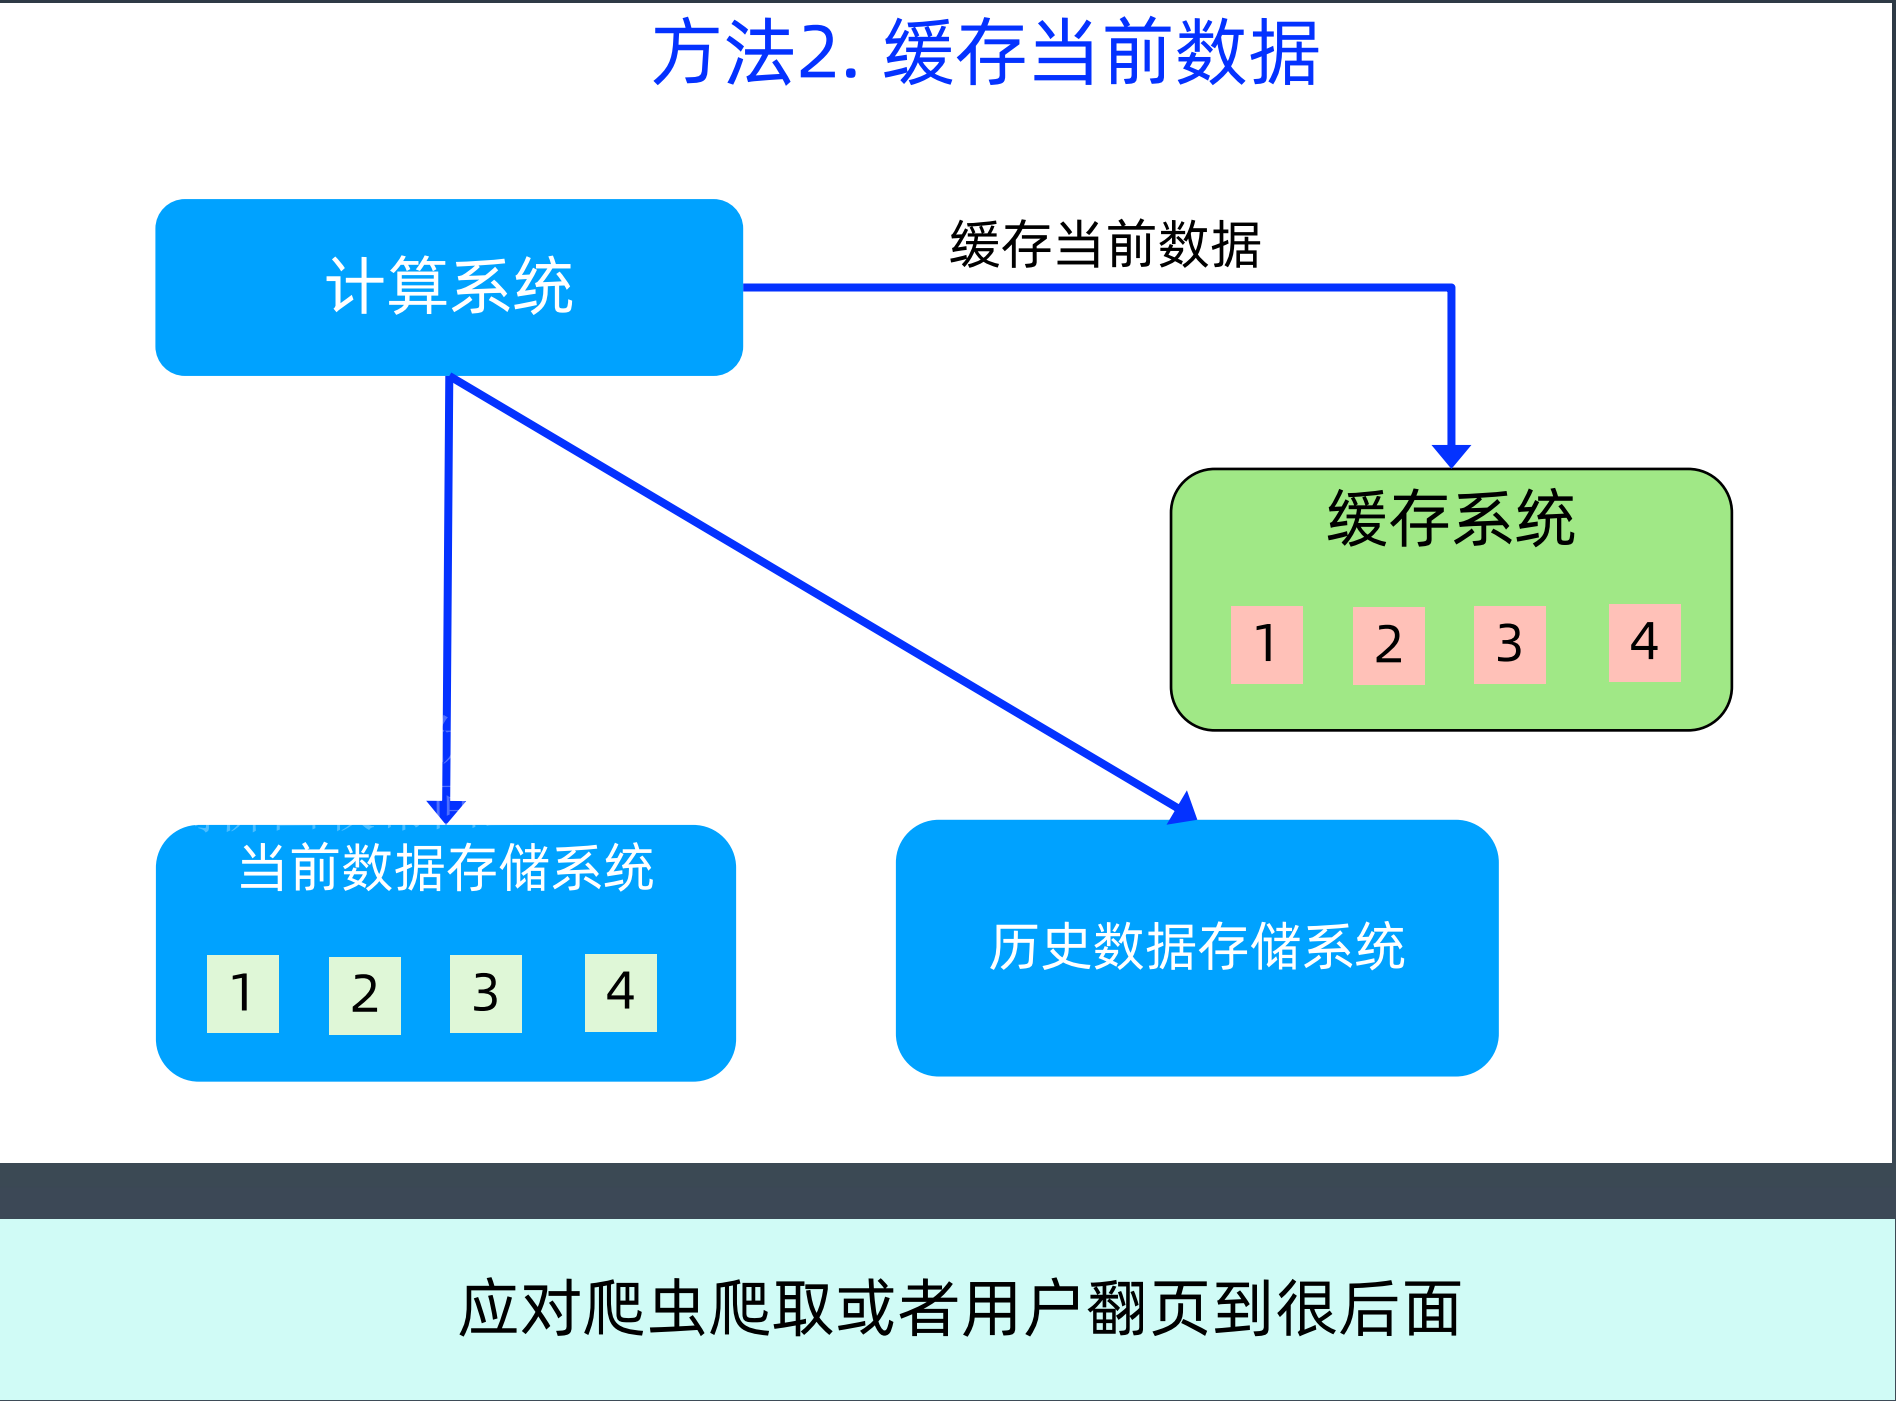 方法2. 缓存当前数据
计算系统
缓存当前数据
缓存系统
1 2 3 4
当前数据存储系统
1 2 3 4
历史数据存储系统
应对爬虫爬取或者用户翻页到很后面